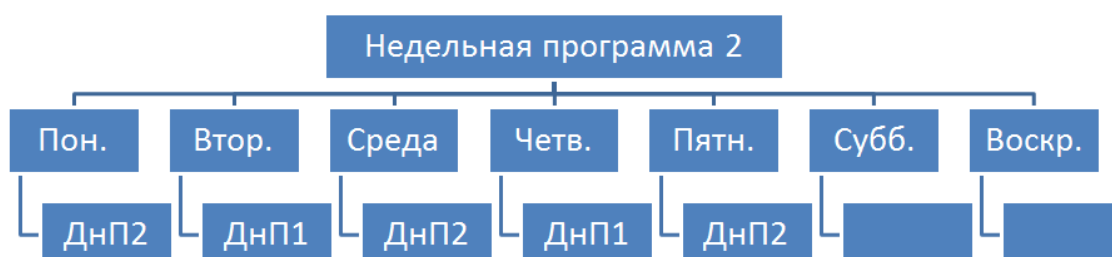 Недельная программа 2
Пон. Втор. Среда Четв. Пятн. Субб. Воскр.
ДнП2 ДнП1 ДнП2 ДнП1 ДнП2